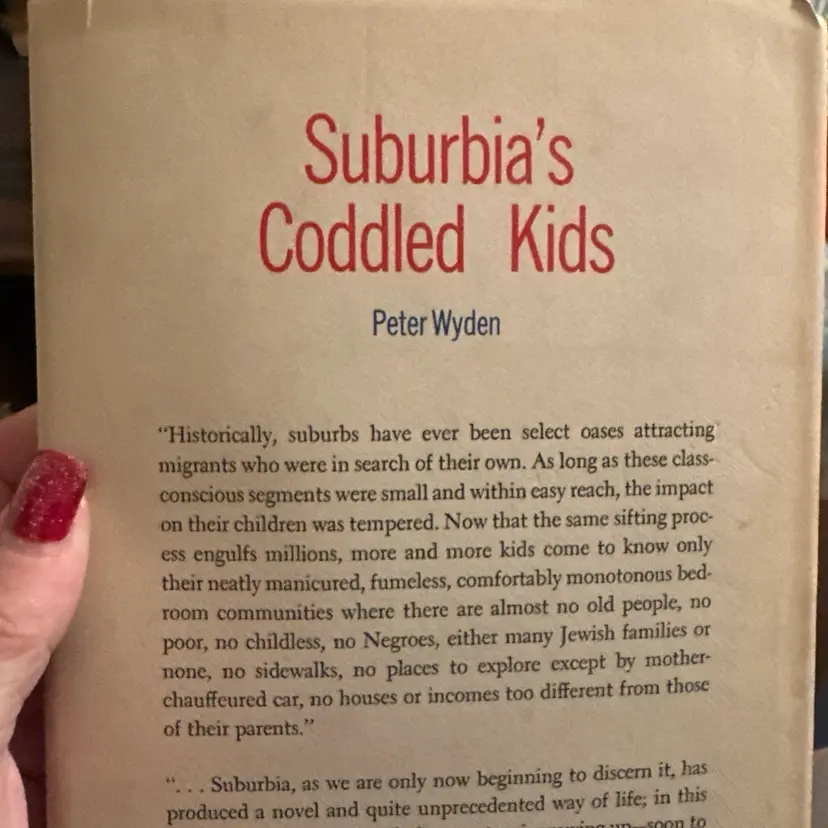 Suburbia's
Coddled Kids
Peter Wyden
“Historically, suburbs have ever been select oases attracting
migrants who were in search of their own. As long as these class-
conscious segments were small and within easy reach, the impact
on their children was tempered. Now that the same sifting proc-
ess engulfs millions, more and more kids come to know only
their neatly manicured, fumeless, comfortably monotonous bed-
room communities where there are almost no old people, no
poor, no childless, no Negroes, either many Jewish families or
none, no sidewalks, no places to explore except by mother-
chauffeured car, no houses or incomes too different from those
of their parents.”
“. . . Suburbia, as we are only now beginning to discern it, has
produced a novel and quite unprecedented way of life; in this
up—soon to